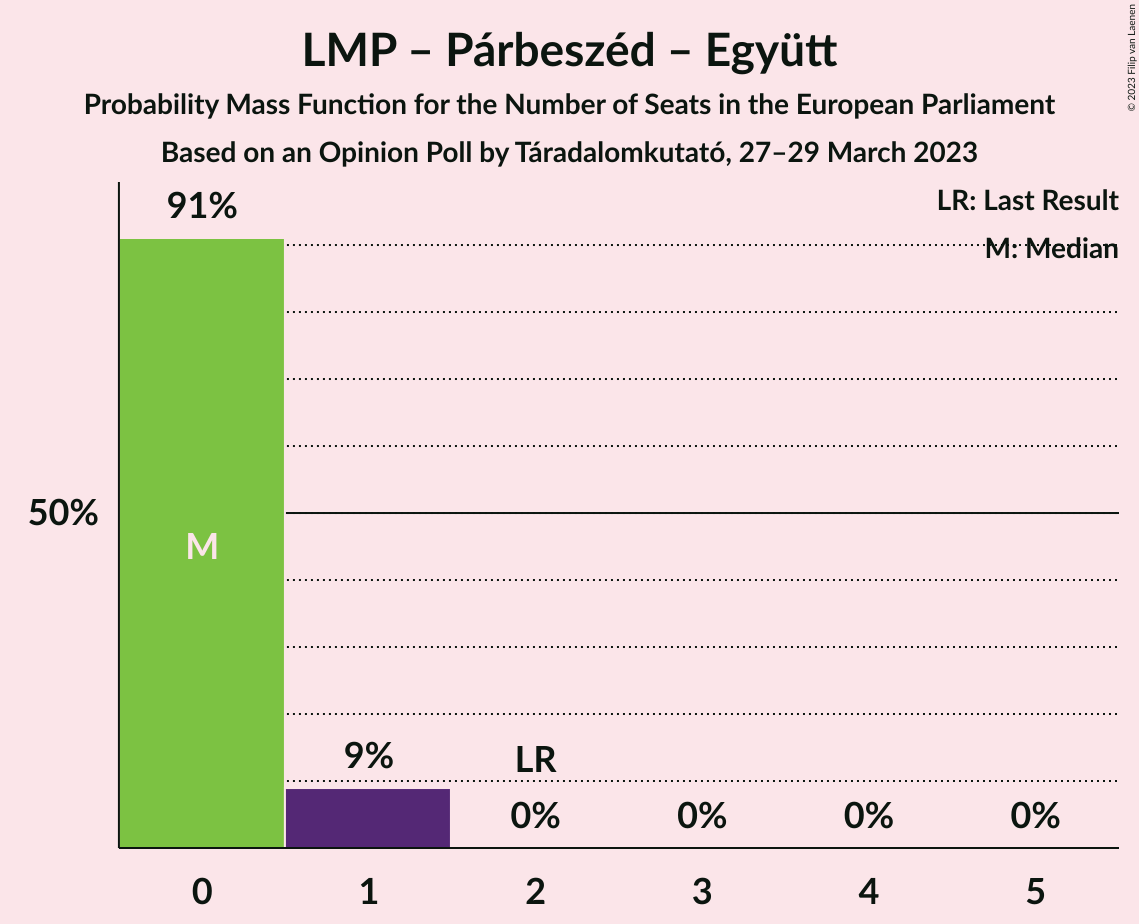 LMP – Párbeszéd – Együtt
Probability Mass Function for the Number of Seats in the European Parliament
Based on an Opinion Poll by Táradalomkutató, 27–29 March 2023
© 2023 Filip van Laenen
LR: Last Result
M: Median
91%
50%
M
9%
LR
0%
0%
0%
0%
0
1
2
3
4
5